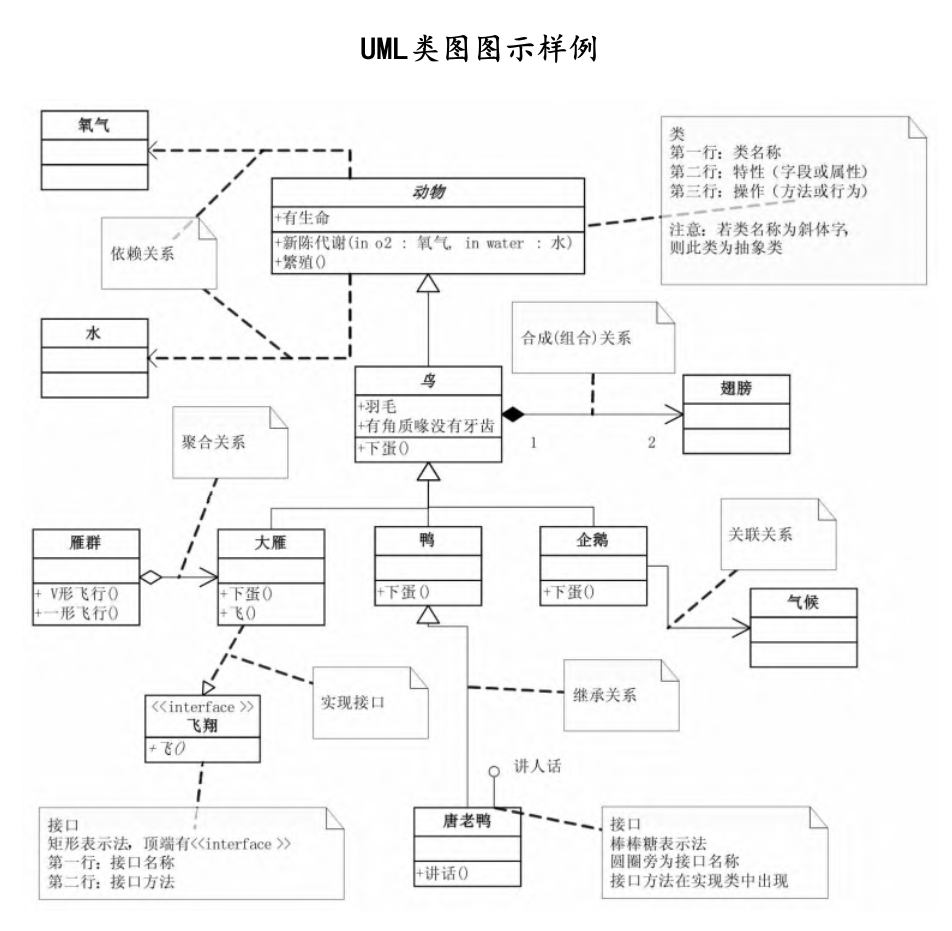 UML类图图示样例
氧气
类
第一行：类名称
第二行：特性（字段或属性）
第三行：操作（方法或行为）
注意：若类名称为斜体字，
则此类为抽象类
动物
+有生命
+新陈代谢(in o2 : 氧气, in water : 水)
+繁殖()
依赖关系
水
合成(组合)关系
鸟
+羽毛
+有角质喙没有牙齿
+下蛋()
1
2
翅膀
聚合关系
雁群
+ V形飞行()
+一形飞行()
大雁
+下蛋()
+飞()
鸭
+下蛋()
企鹅
+下蛋()
关联关系
气候
<<interface >>
飞翔
+飞()
实现接口
继承关系
讲人话
接口
矩形表示法，顶端有<<interface >>
第一行：接口名称
第二行：接口方法
唐老鸭
+讲话()
接口
棒棒糖表示法
圆圈旁为接口名称
接口方法在实现类中出现